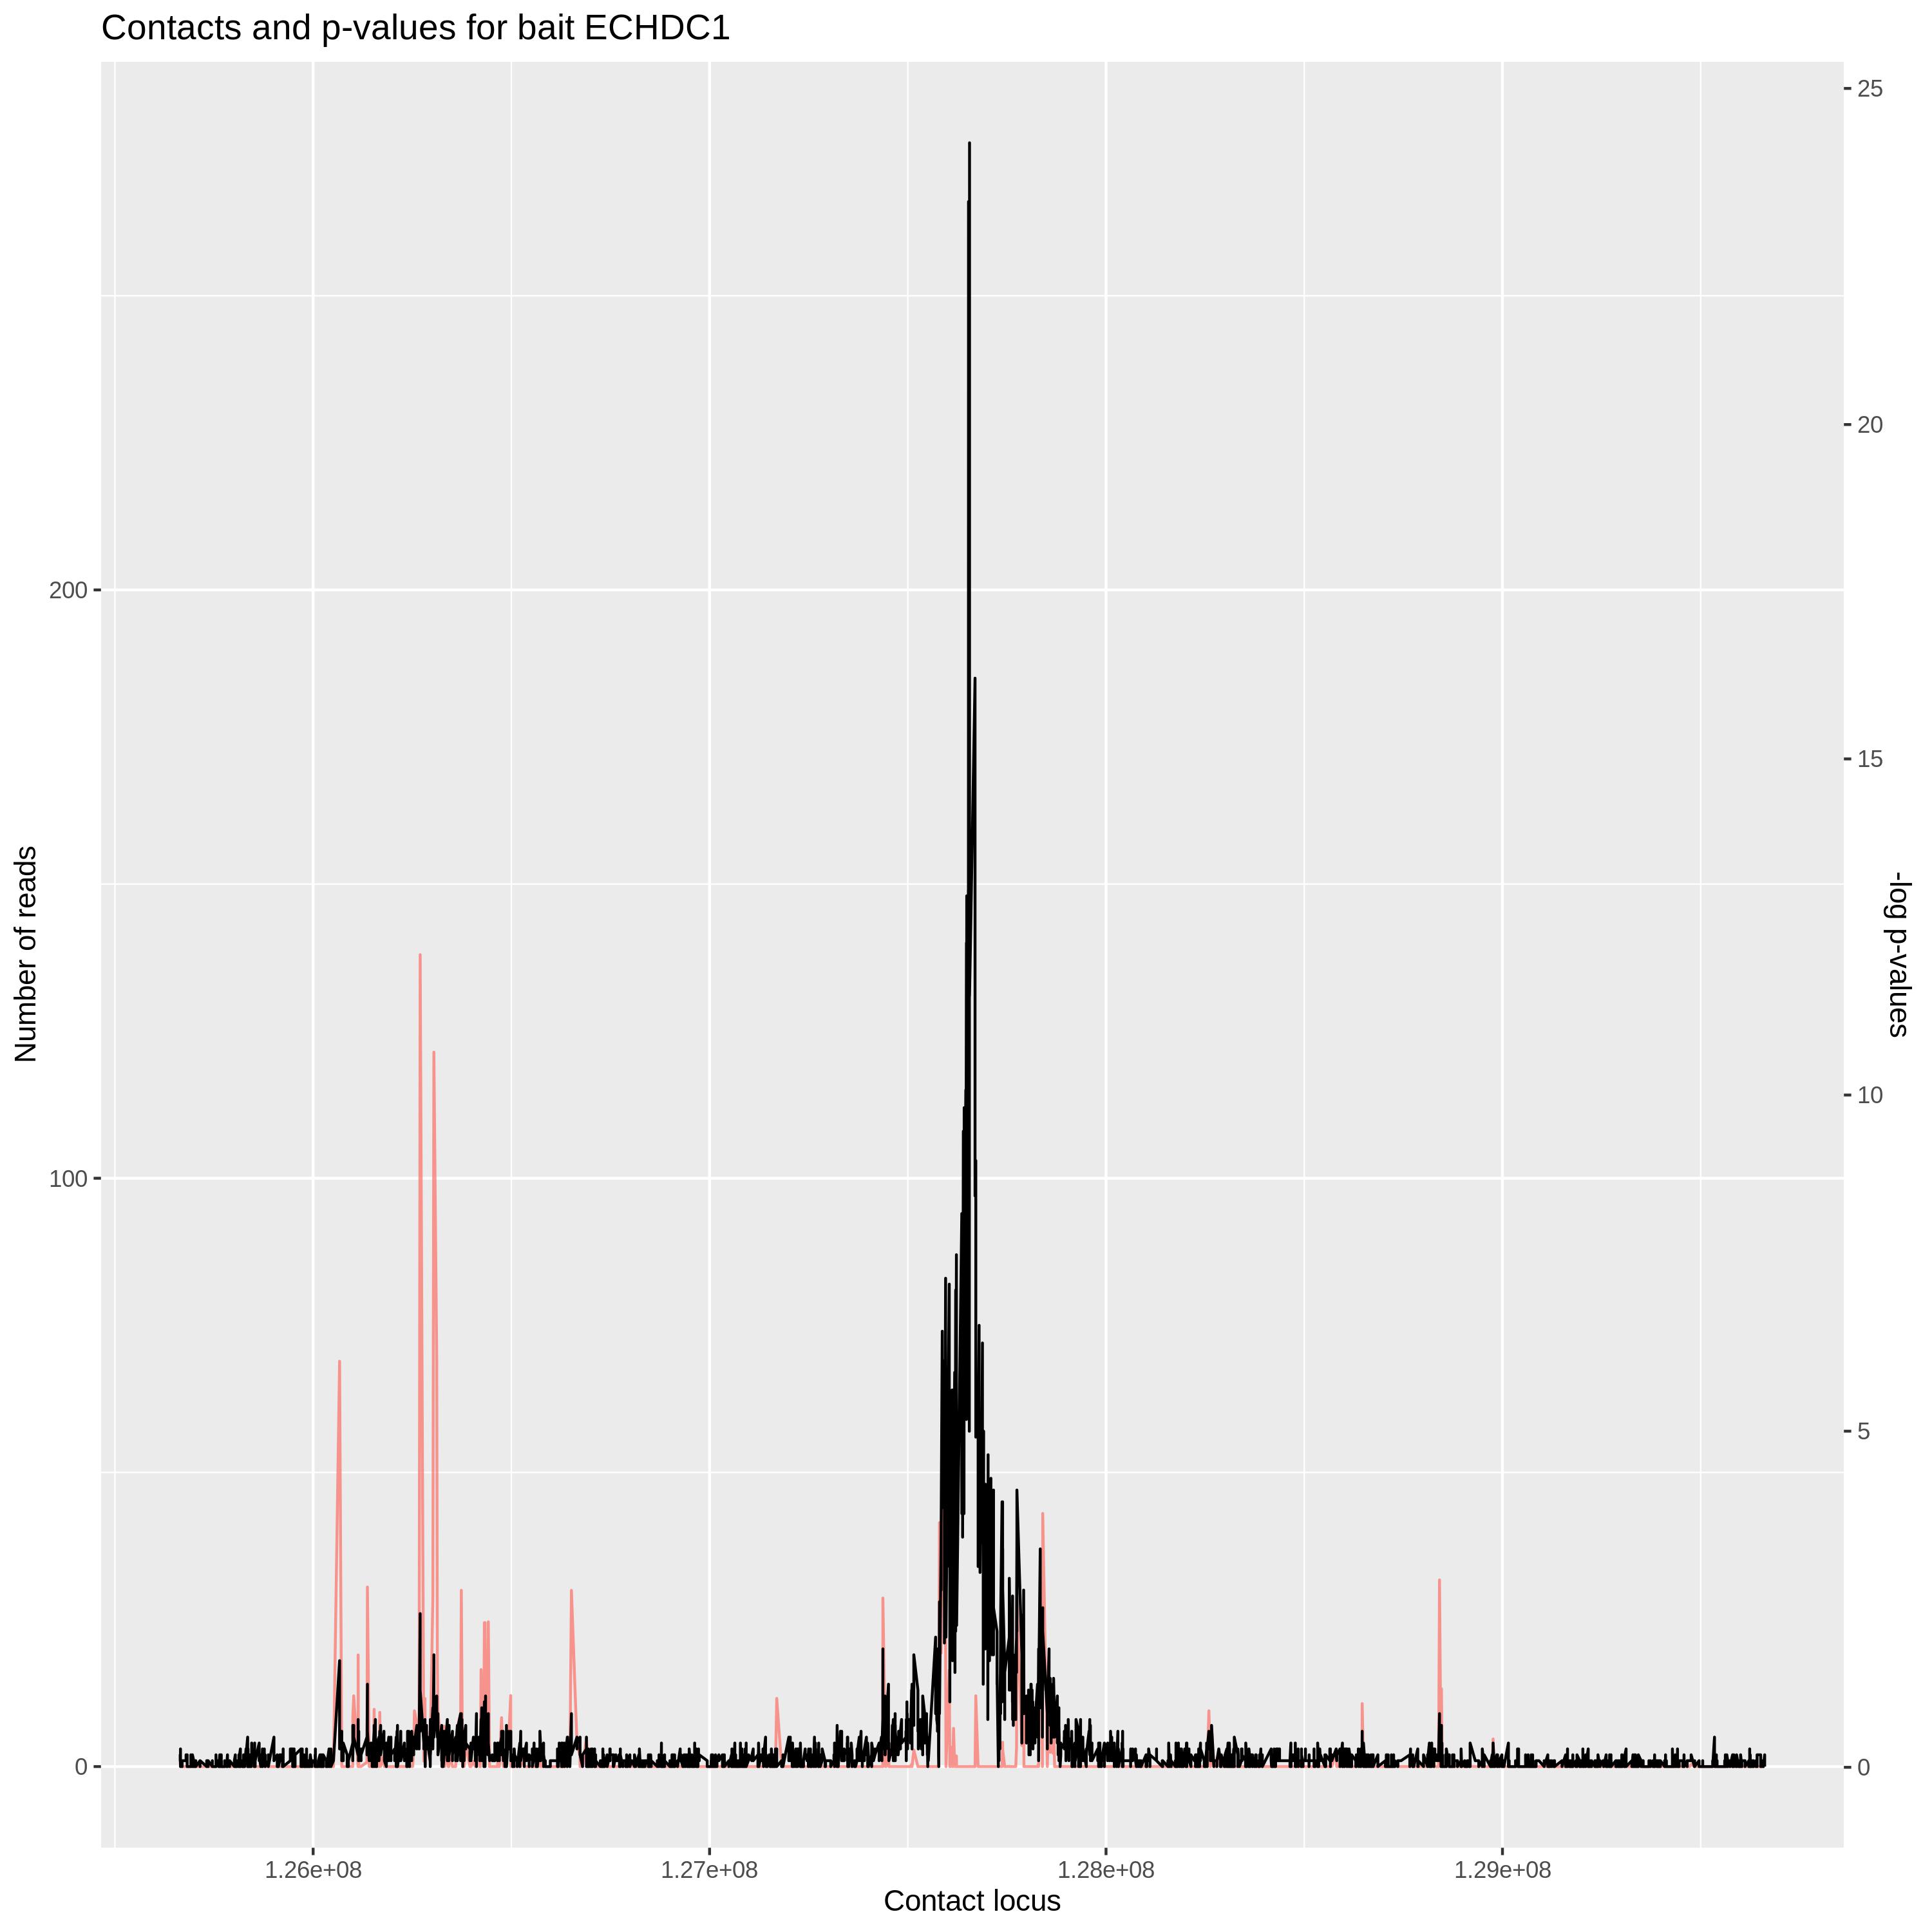 Contacts and p-values for bait ECHDC1
25
20
200
15
Number of reads
-log p-values
10
100
5
0
0
1.26e+08
1.27e+08
1.28e+08
1.29e+08
Contact locus